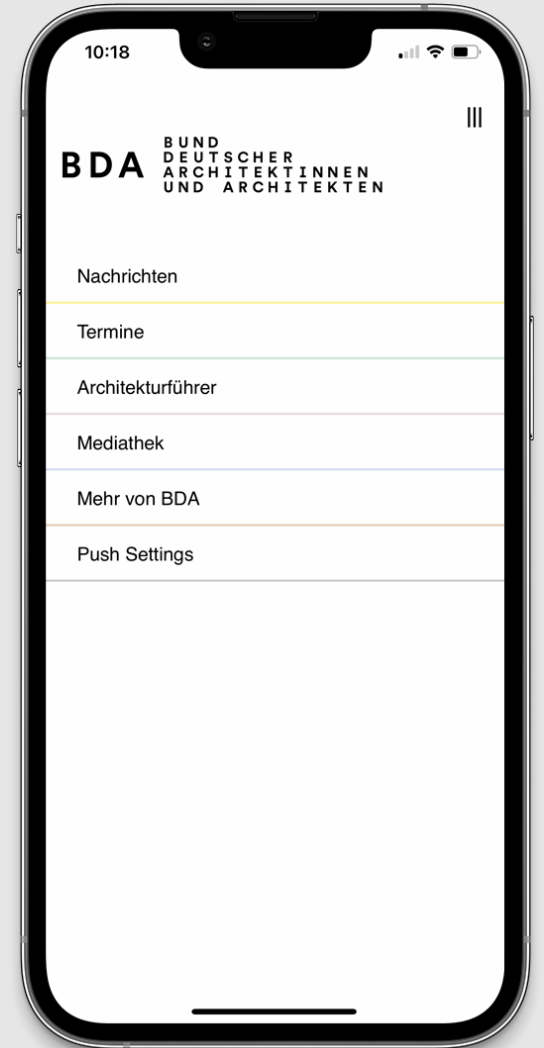 10:18
BDA
BUND
DEUTSCHER
ARCHITEKTINNEN
UND ARCHITEKTEN
Nachrichten
Termine
Architekturführer
Mediathek
Mehr von BDA
Push Settings